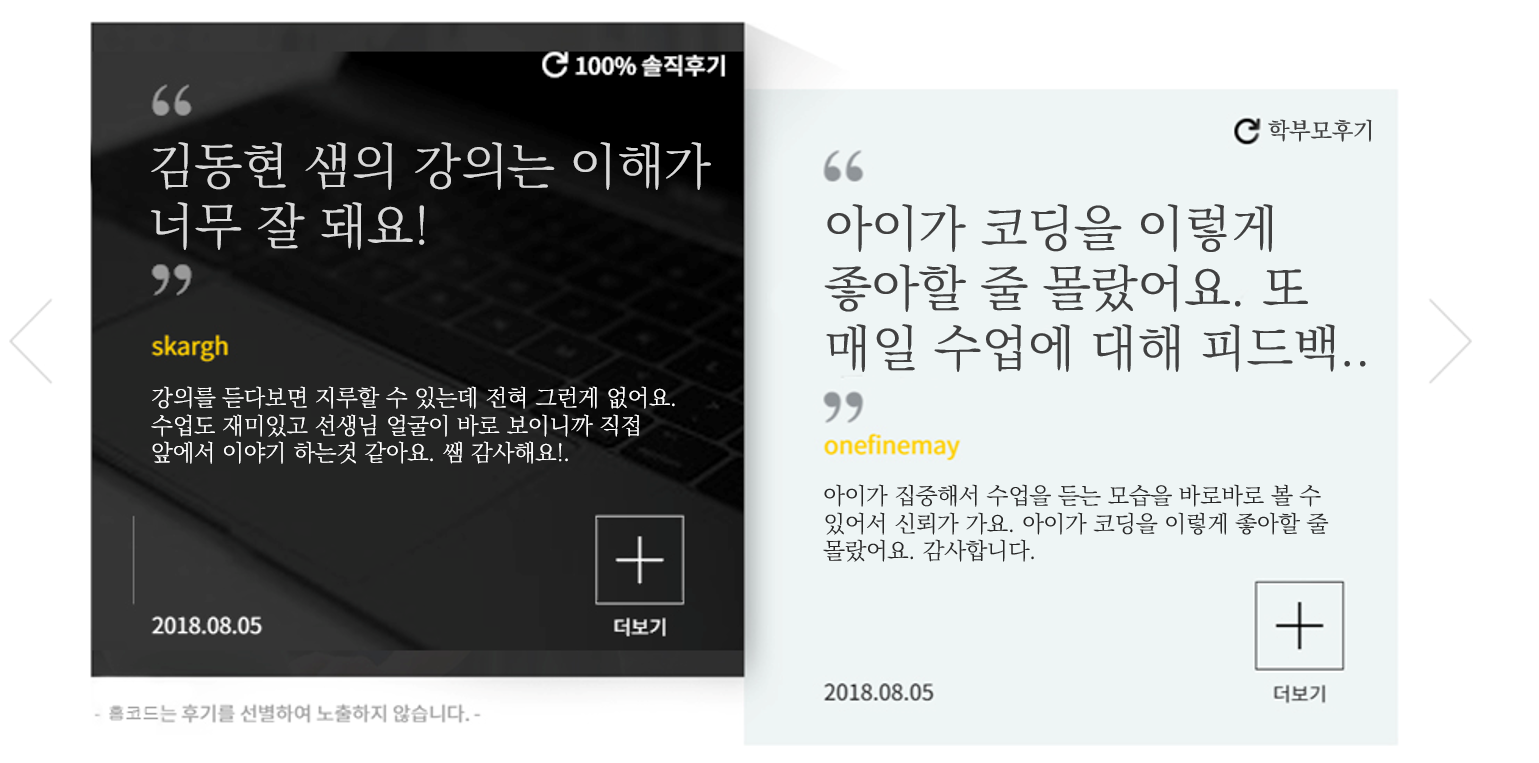 100% 솔직후기
“
김동현 샘의 강의는 이해가
너무 잘 돼요!
”
skargh
강의를 듣다보면 지루할 수 있는데 전혀 그런게 없어요.
수업도 재미있고 선생님 얼굴이 바로 보이니까 직접
앞에서 이야기 하는것 같아요. 쌤 감사해요!.
2018.08.05
더보기
- 홈코드는 후기를 선별하여 노출하지 않습니다. -
학부모후기
“
아이가 코딩을 이렇게
좋아할 줄 몰랐어요. 또
매일 수업에 대해 피드백..
”
onefinemay
아이가 집중해서 수업을 듣는 모습을 바로바로 볼 수
있어서 신뢰가 가요. 아이가 코딩을 이렇게 좋아할 줄
몰랐어요. 감사합니다.
2018.08.05
더보기